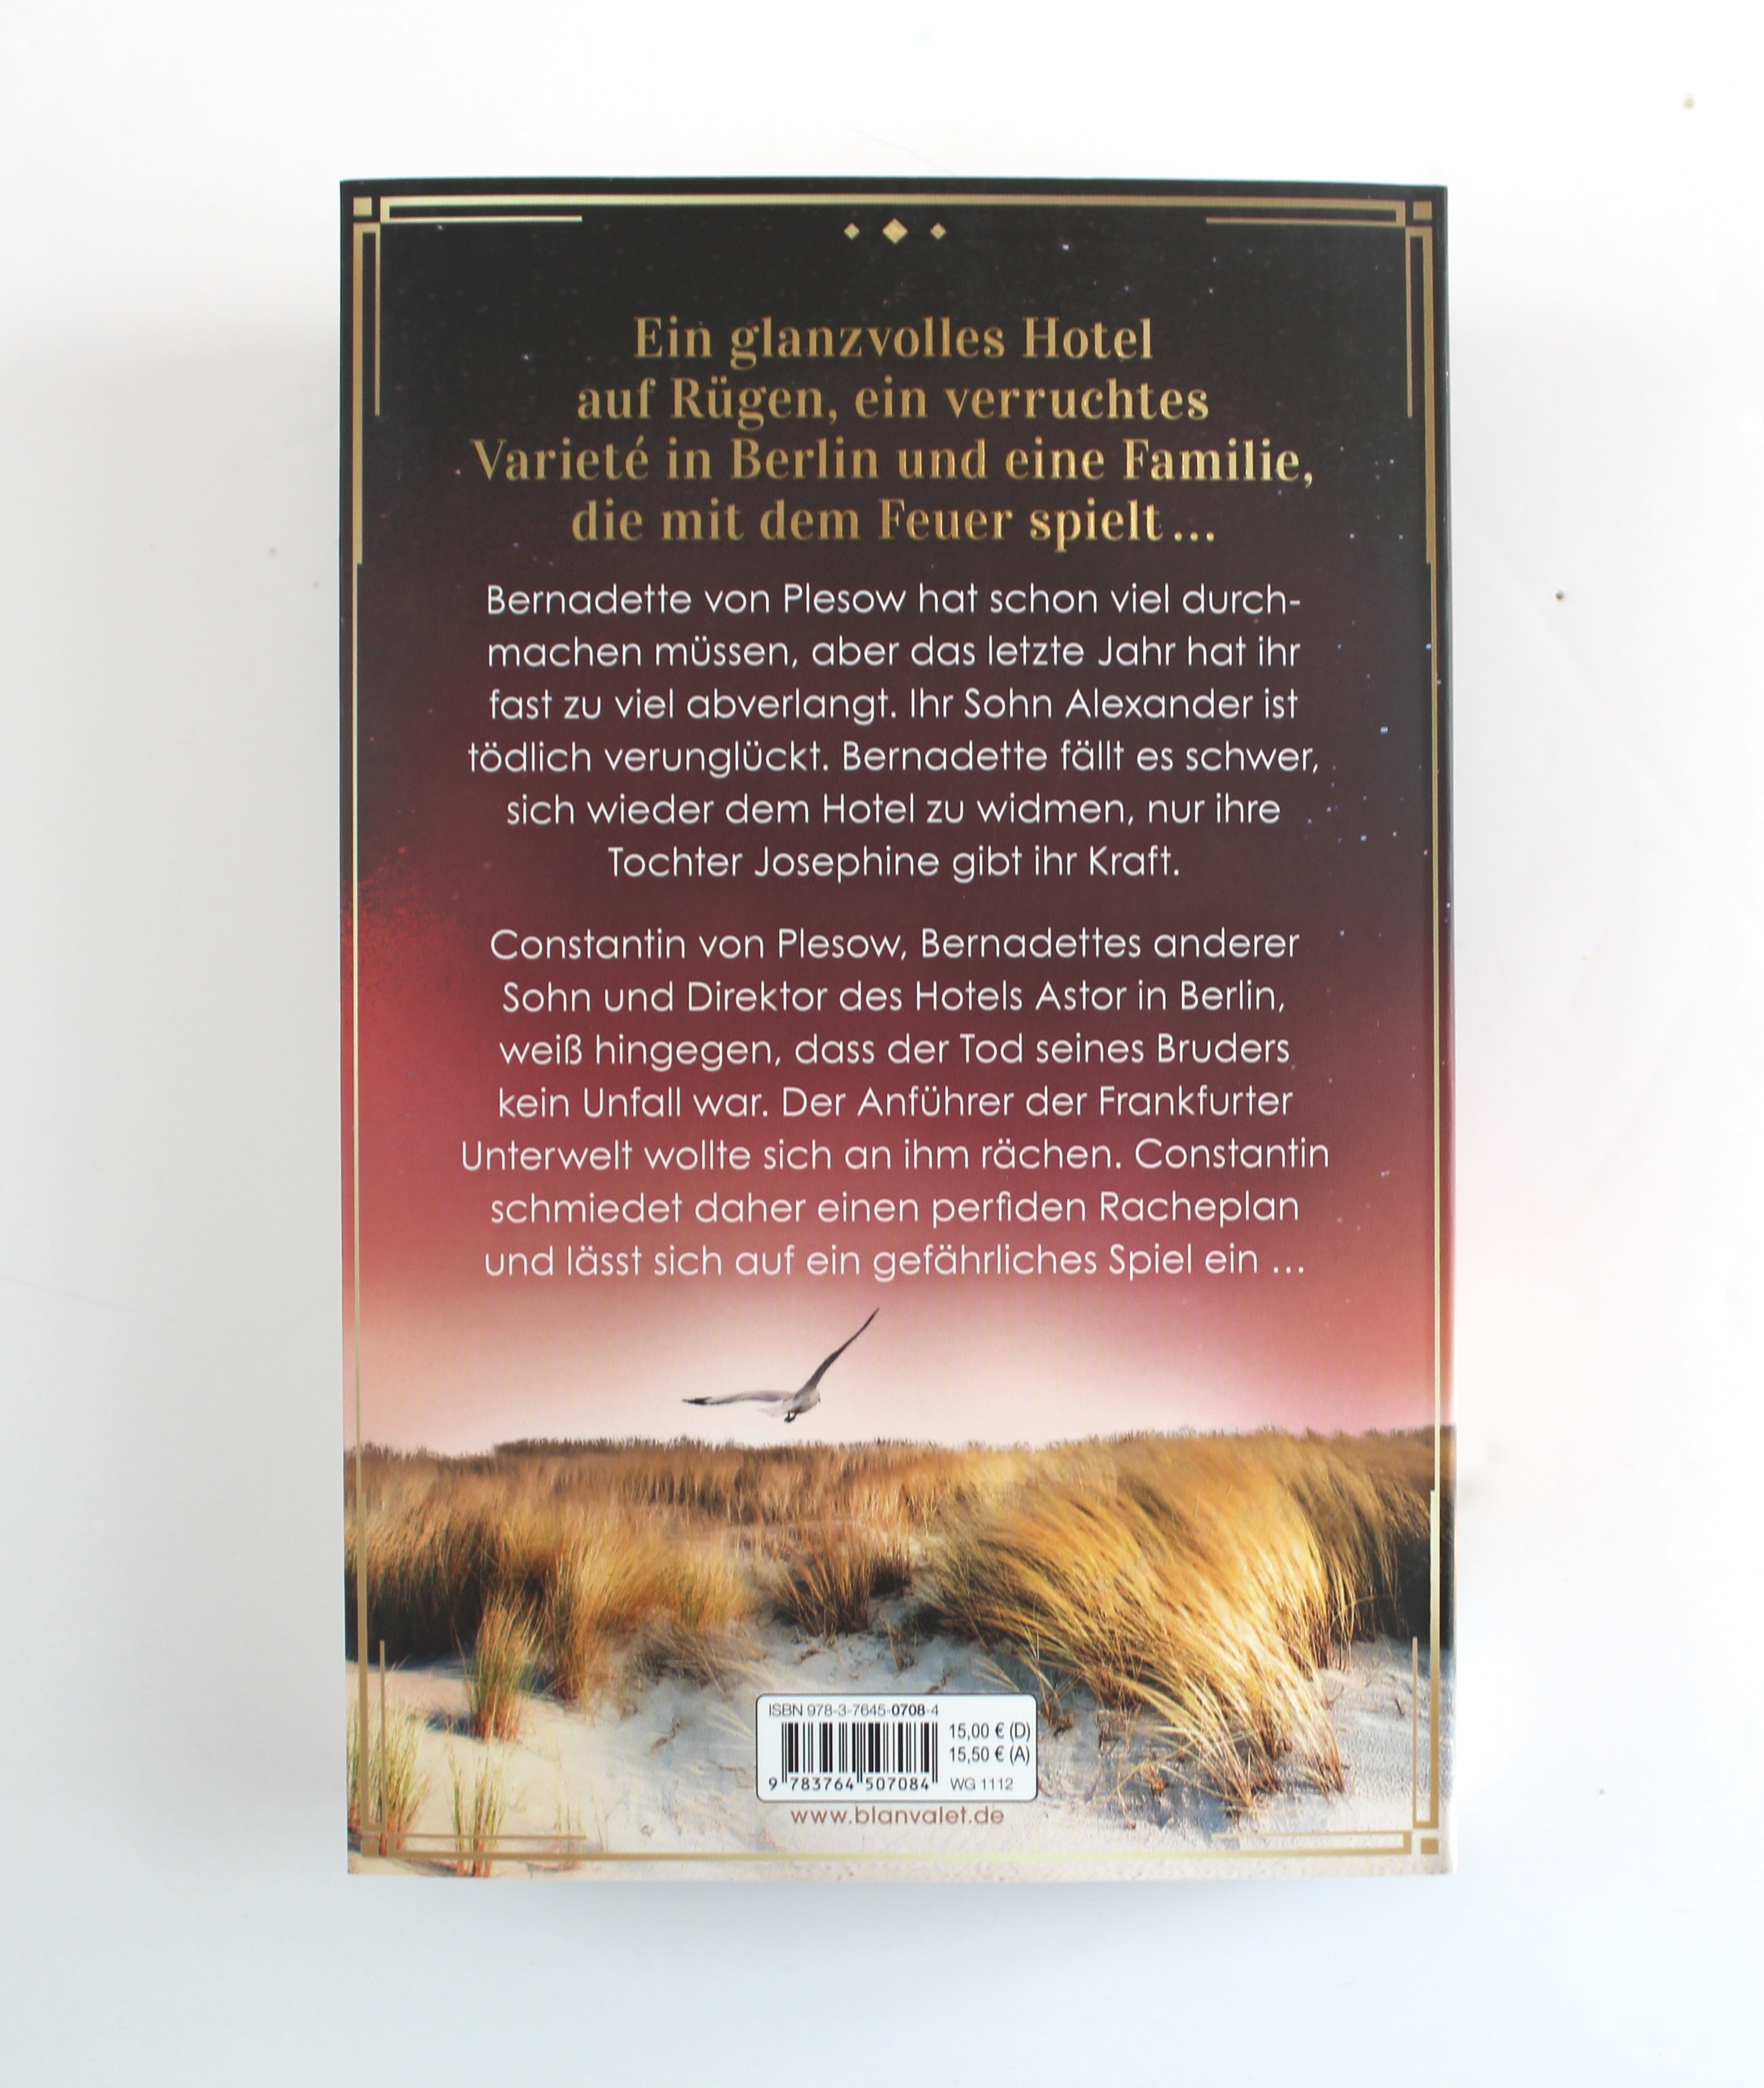 Ein glanzvolles Hotel
auf Rügen, ein verruchtes
Varieté in Berlin und eine Familie,
die mit dem Feuer spielt ...
Bernadette von Plesow hat schon viel durch-
machen müssen, aber das letzte Jahr hat ihr
fast zu viel abverlangt. Ihr Sohn Alexander ist
tödlich verunglückt. Bernadette fällt es schwer,
sich wieder dem Hotel zu widmen, nur ihre
Tochter Josephine gibt ihr Kraft.
Constantin von Plesow, Bernadettes anderer
Sohn und Direktor des Hotels Astor in Berlin,
weiß hingegen, dass der Tod seines Bruders
kein Unfall war. Der Anführer der Frankfurter
Unterwelt wollte sich an ihm rächen. Constantin
schmiedet daher einen perfiden Racheplan
und lässt sich auf ein gefährliches Spiel ein ...
ISBN 978-3-7645-0708-4
15,00 € (D)
15,50 € (A)
9 783764 507084
WG 1112
www.blanvalet.de